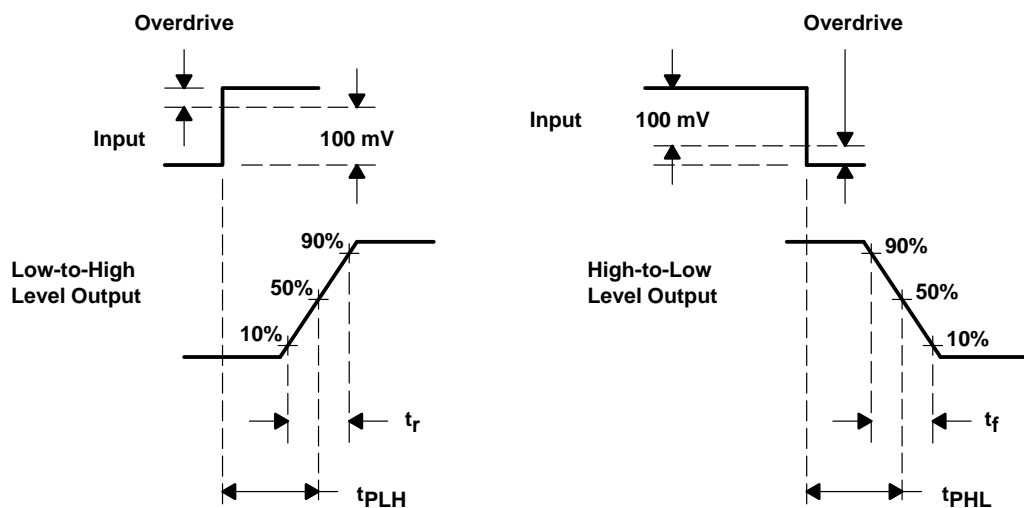 Overdrive
Input
100 mV
Low-to-High
Level Output
90%
50%
10%
tr
tPLH
Overdrive
Input
100 mV
High-to-Low
Level Output
90%
50%
10%
tf
tPHL